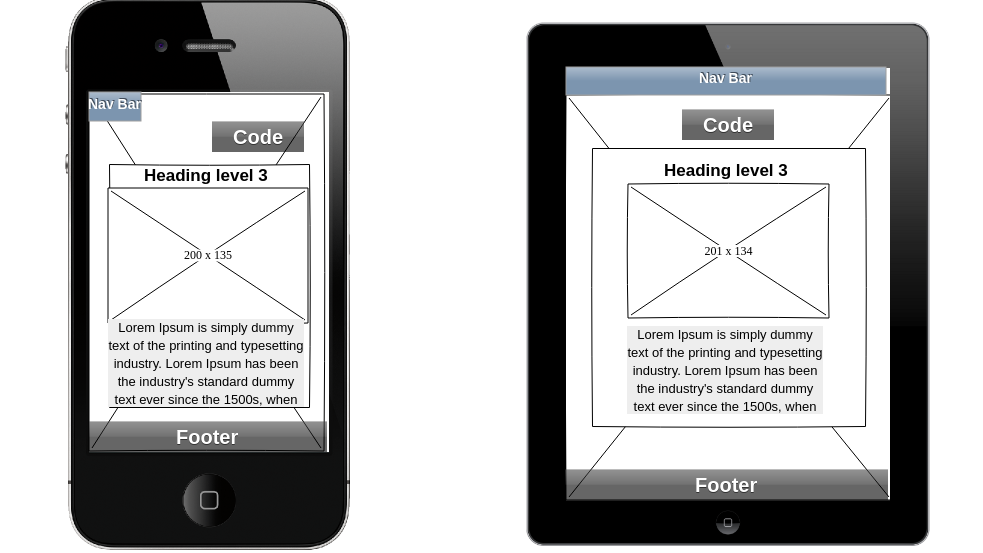 Nav Bar
Code
Heading level 3
200 x 135
Lorem Ipsum is simply dummy
text of the printing and typesetting
industry. Lorem Ipsum has been
the industry's standard dummy
text ever since the 1500s, when
Footer
Nav Bar
Code
Heading level 3
201 x 134
Lorem Ipsum is simply dummy
text of the printing and typesetting
industry. Lorem Ipsum has been
the industry's standard dummy
text ever since the 1500s, when
Footer